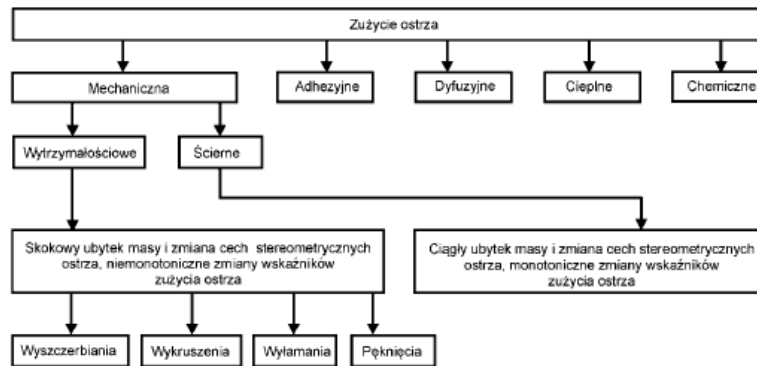 Zużycie ostrza
Mechaniczna
Adhezyjne
Dyfuzyjne
Cieplne
Chemiczne
Wytrzymałościowe
Ścierne
Skokowy ubytek masy i zmiana cech stereometrycznych
ostrza, niemonotoniczne zmiany wskaźników
zużycia ostrza
Ciągły ubytek masy i zmiana cech stereometrycznych
ostrza, monotoniczne zmiany wskaźników
zużycia ostrza
Wyszczerbiania
Wykruszenia
Wyłamania
Pęknięcia